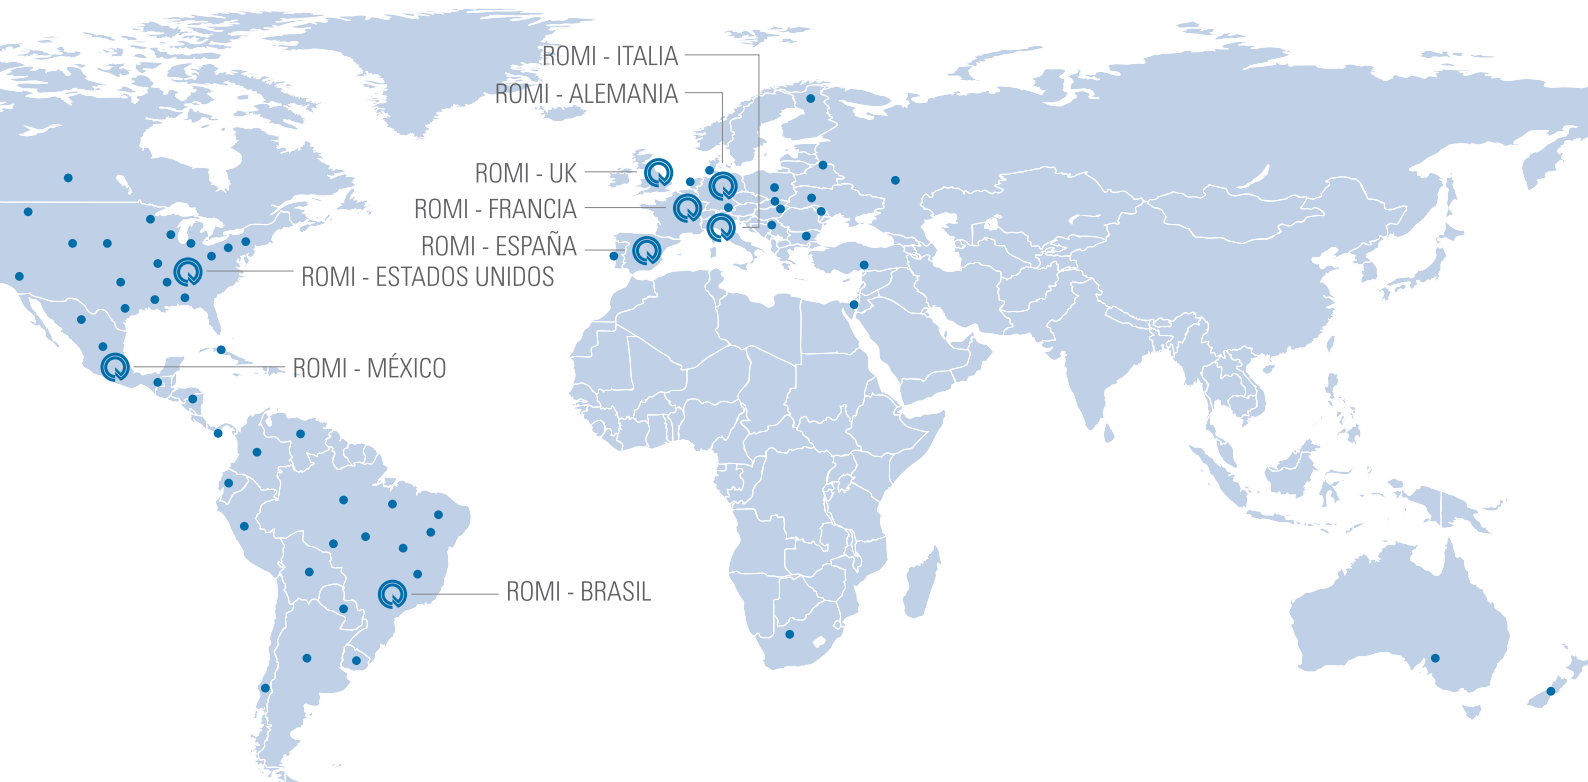 ROMI - ITALIA
ROMI - ALEMANIA
ROMI - UK
ROMI - FRANCIA
ROMI - ESPAÑA
ROMI - ESTADOS UNIDOS
ROMI - MÉXICO
ROMI - BRASIL